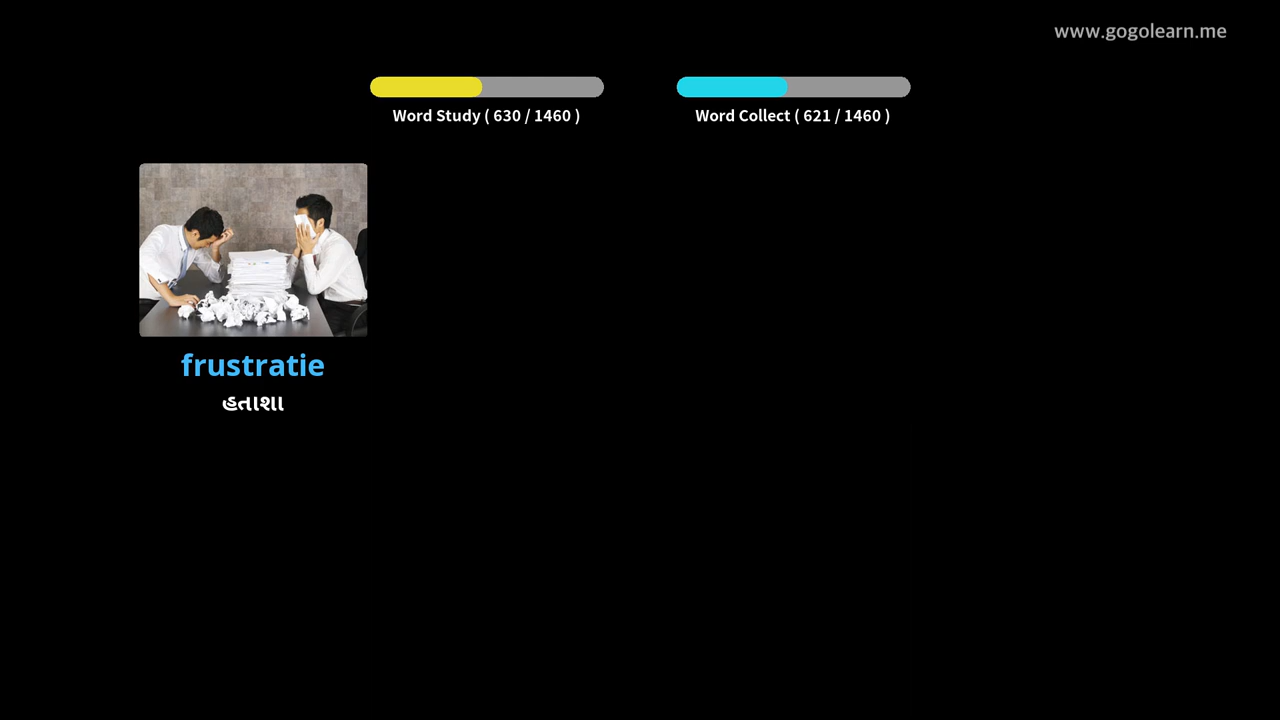 www.gogolearn.me
Word Study ( 630 / 1460 )
Word Collect ( 621 / 1460 )
frustratie
હતાશા